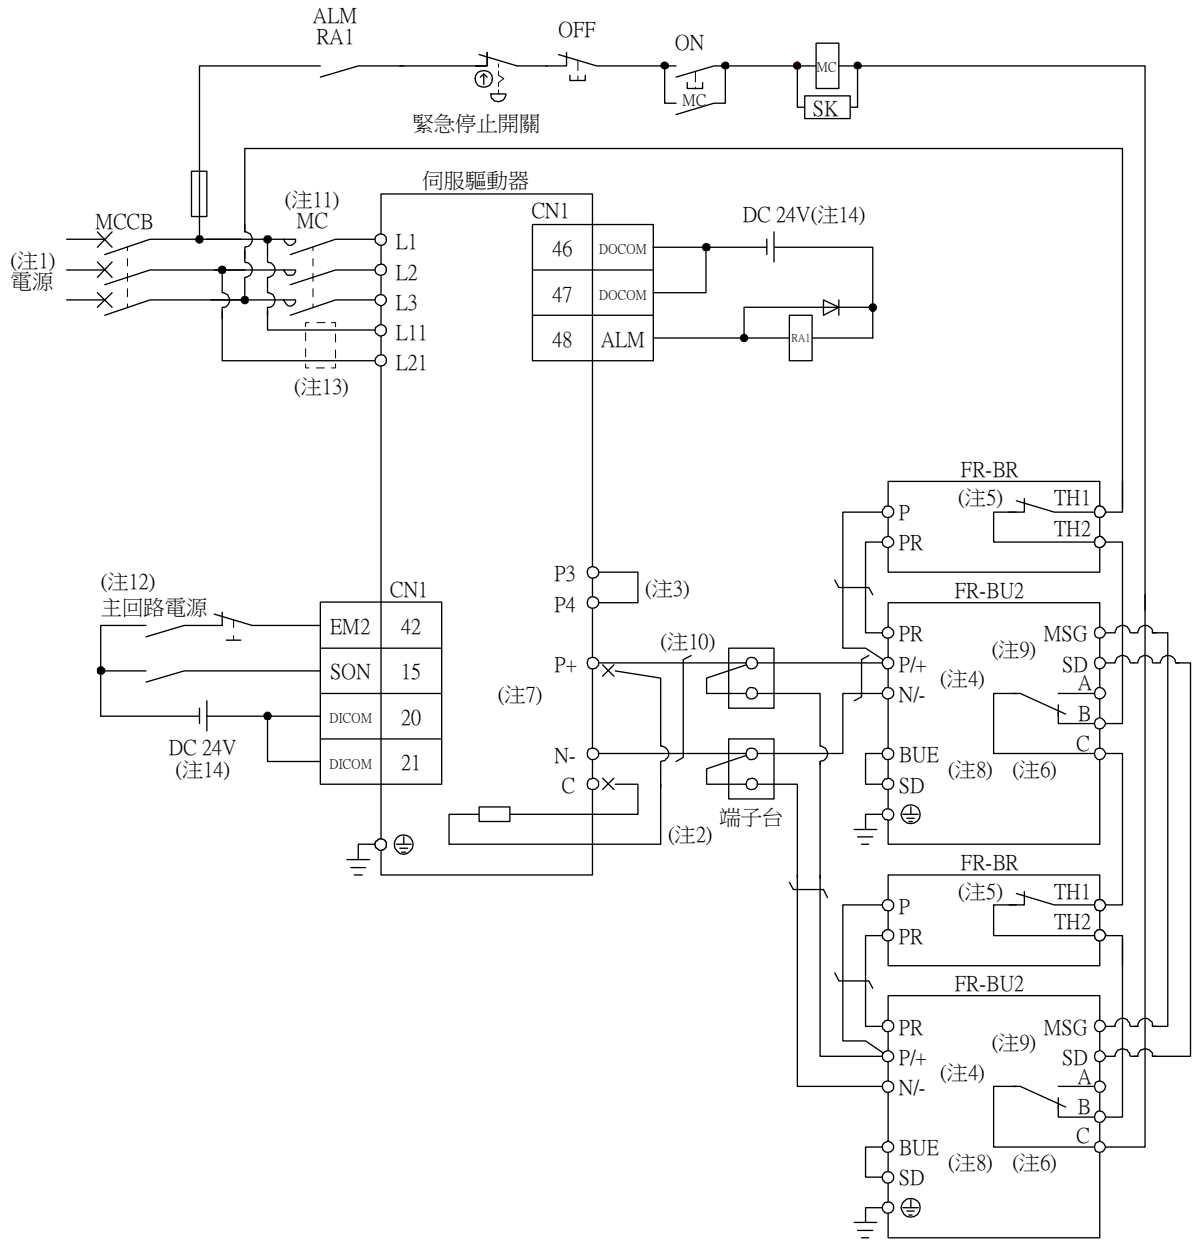 ALM
RA1
OFF
ON
MC
MC
SK
緊急停止開關
伺服驅動器
MCCB
(注11)
MC
(注1)
電源
L1
L2
L3
L11
L21
(注13)
CN1
46 DOCOM
47 DOCOM
48 ALM
DC 24V(注14)
RA1
FR-BR
(注5)
P
PR
TH1
TH2
(注12)
主回路電源
CN1
EM2 42
SON 15
DICOM 20
DICOM 21
DC 24V
(注14)
P3
P4
(注3)
P+
(注10)
(注7)
N-
C
(注2)
端子台
FR-BU2
PR
P/+
N/-
BUE
SD
MSG
(注9)
SD
(注4)
A
B
C
(注8)
(注6)
FR-BR
(注5)
P
PR
TH1
TH2
FR-BU2
PR
P/+
N/-
BUE
SD
MSG
(注9)
SD
(注4)
A
B
C
(注8)
(注6)